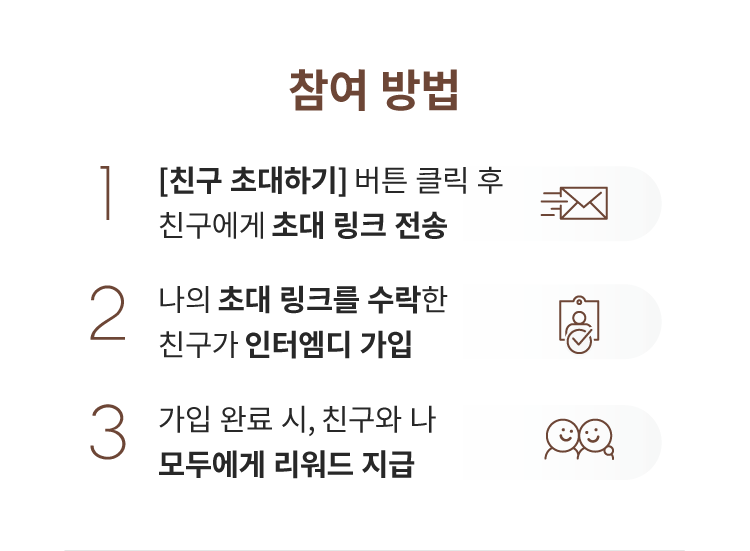 참여 방법
1
[친구 초대하기] 버튼 클릭 후
친구에게 초대 링크 전송
2
나의 초대 링크를 수락한
친구가 인터엠디 가입
3
가입 완료 시, 친구와 나
모두에게 리워드 지급